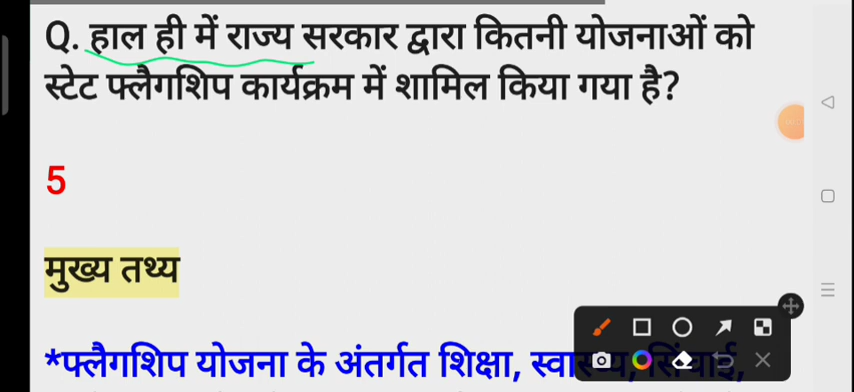 Q. हाल ही में राज्य सरकार द्वारा कितनी योजनाओं को
स्टेट फ्लैगशिप कार्यक्रम में शामिल किया गया है?
5
मुख्य तथ्य
*फ्लैगशिप योजना के अंतर्गत शिक्षा, स्वास्थ्य, सिंचाई,